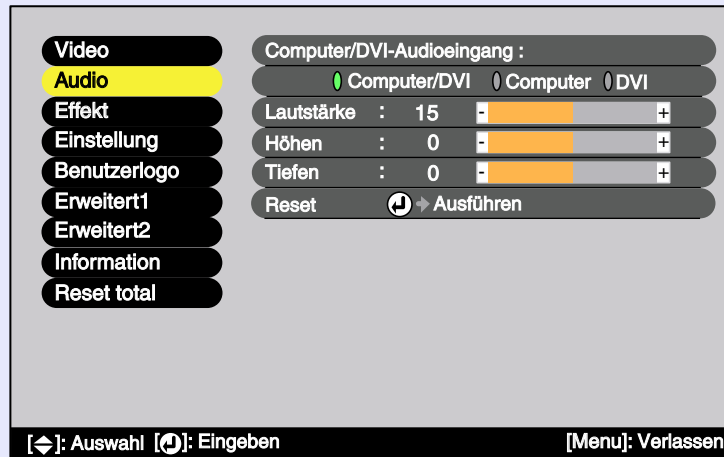 Video
Audio
Effekt
Einstellung
Benutzerlogo
Erweitert1
Erweitert2
Information
Reset total
Computer/DVI-Audioeingang :
Computer/DVI Computer DVI
Lautstärke : 15 - +
Höhen : 0 - +
Tiefen : 0 - +
Reset Ausführen
[ ]: Auswahl [ ]: Eingeben [Menu]: Verlassen